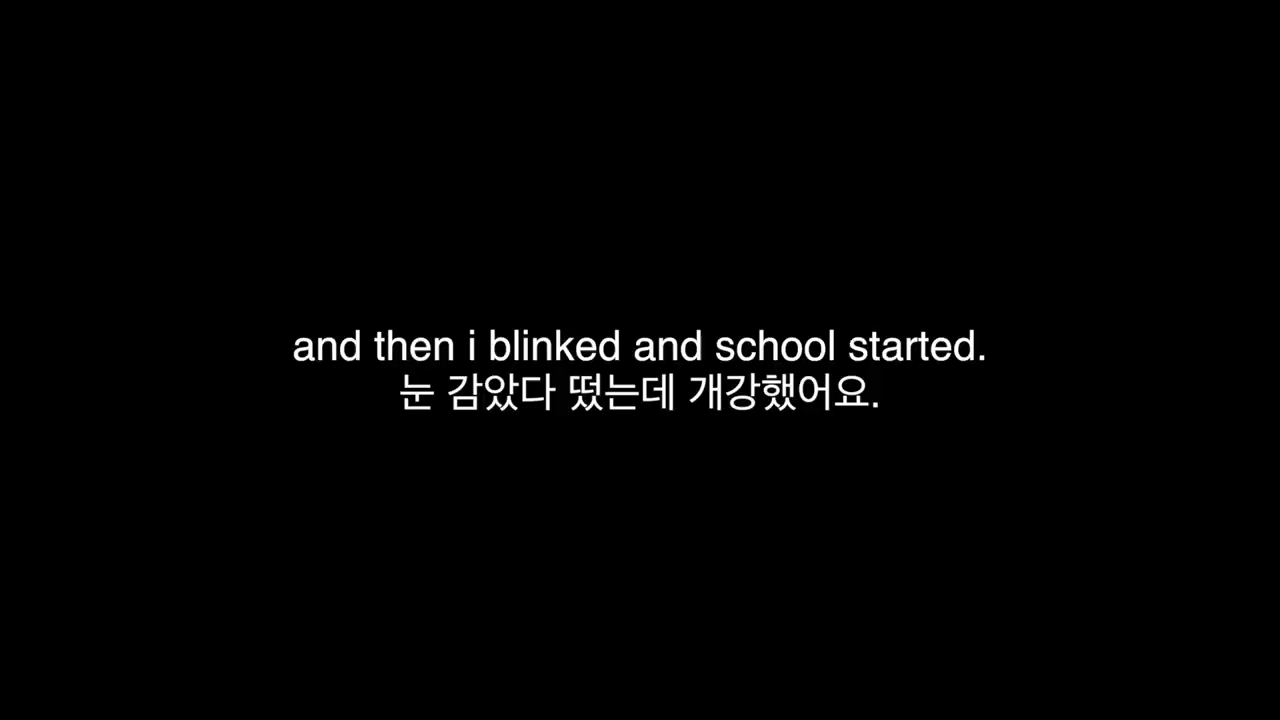 and then i blinked and school started.
눈 감았다 떴는데 개강했어요.